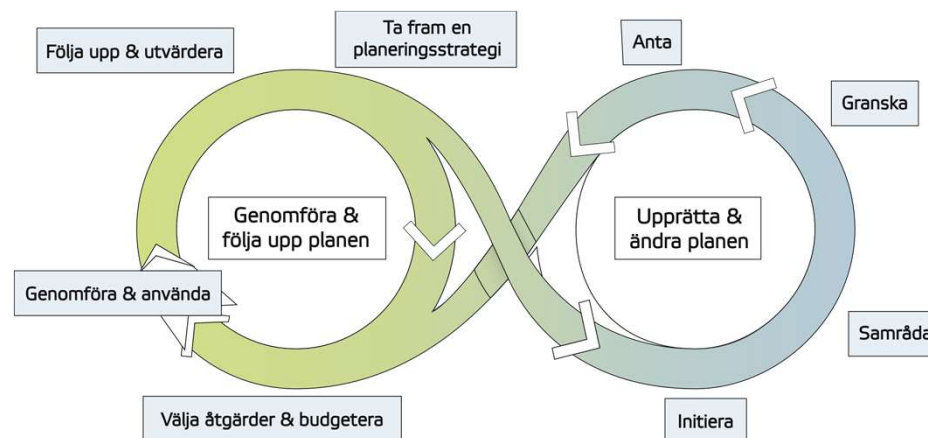 Ta fram en
planeringsstrategi
Följa upp & utvärdera
Anta
Granska
Genomföra &
följa upp planen
Upprätta &
ändra planen
Genomföra & använda
Samråda
Välja åtgärder & budgetera
Initiera